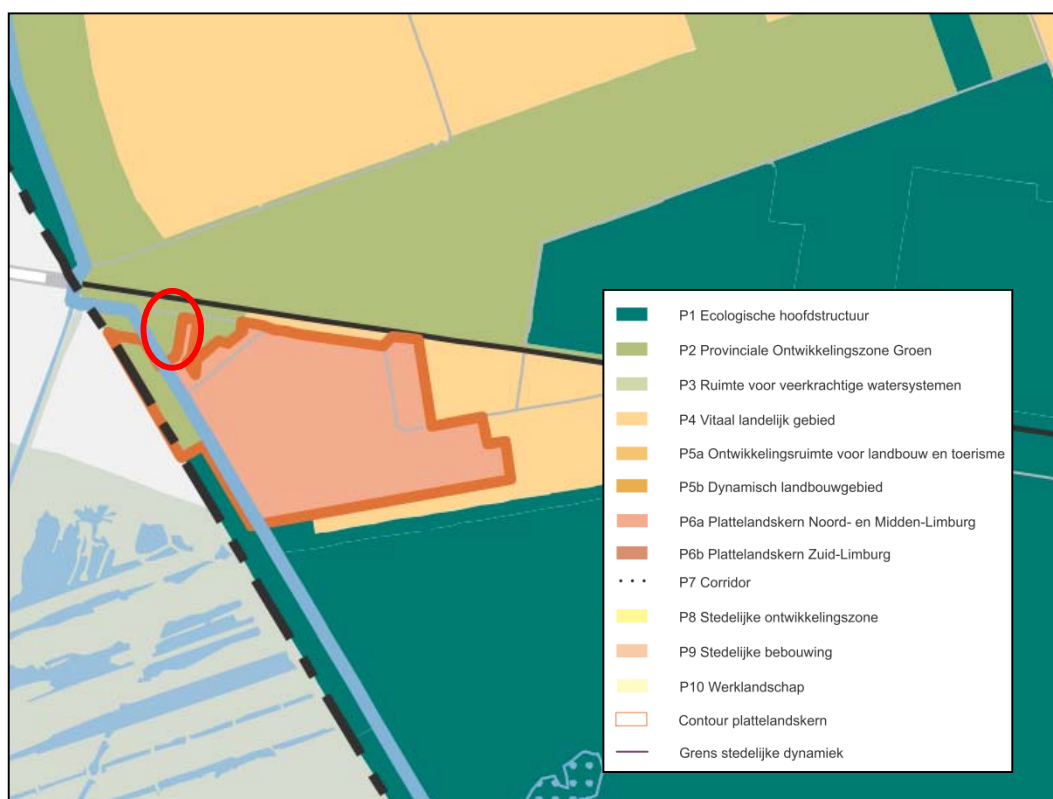 P1 Ecologische hoofdstructuur
P2 Provinciale Ontwikkelingszone Groen
P3 Ruimte voor veerkrachtige watersystemen
P4 Vitaal landelijk gebied
P5a Ontwikkelingsruimte voor landbouw en toerisme
P5b Dynamisch landbouwgebied
P6a Plattelandskern Noord- en Midden-Limburg
P6b Plattelandskern Zuid-Limburg
P7 Corridor
P8 Stedelijke ontwikkelingszone
P9 Stedelijke bebouwing
P10 Werklandschap
Contour plattelandskern
Grens stedelijke dynamiek